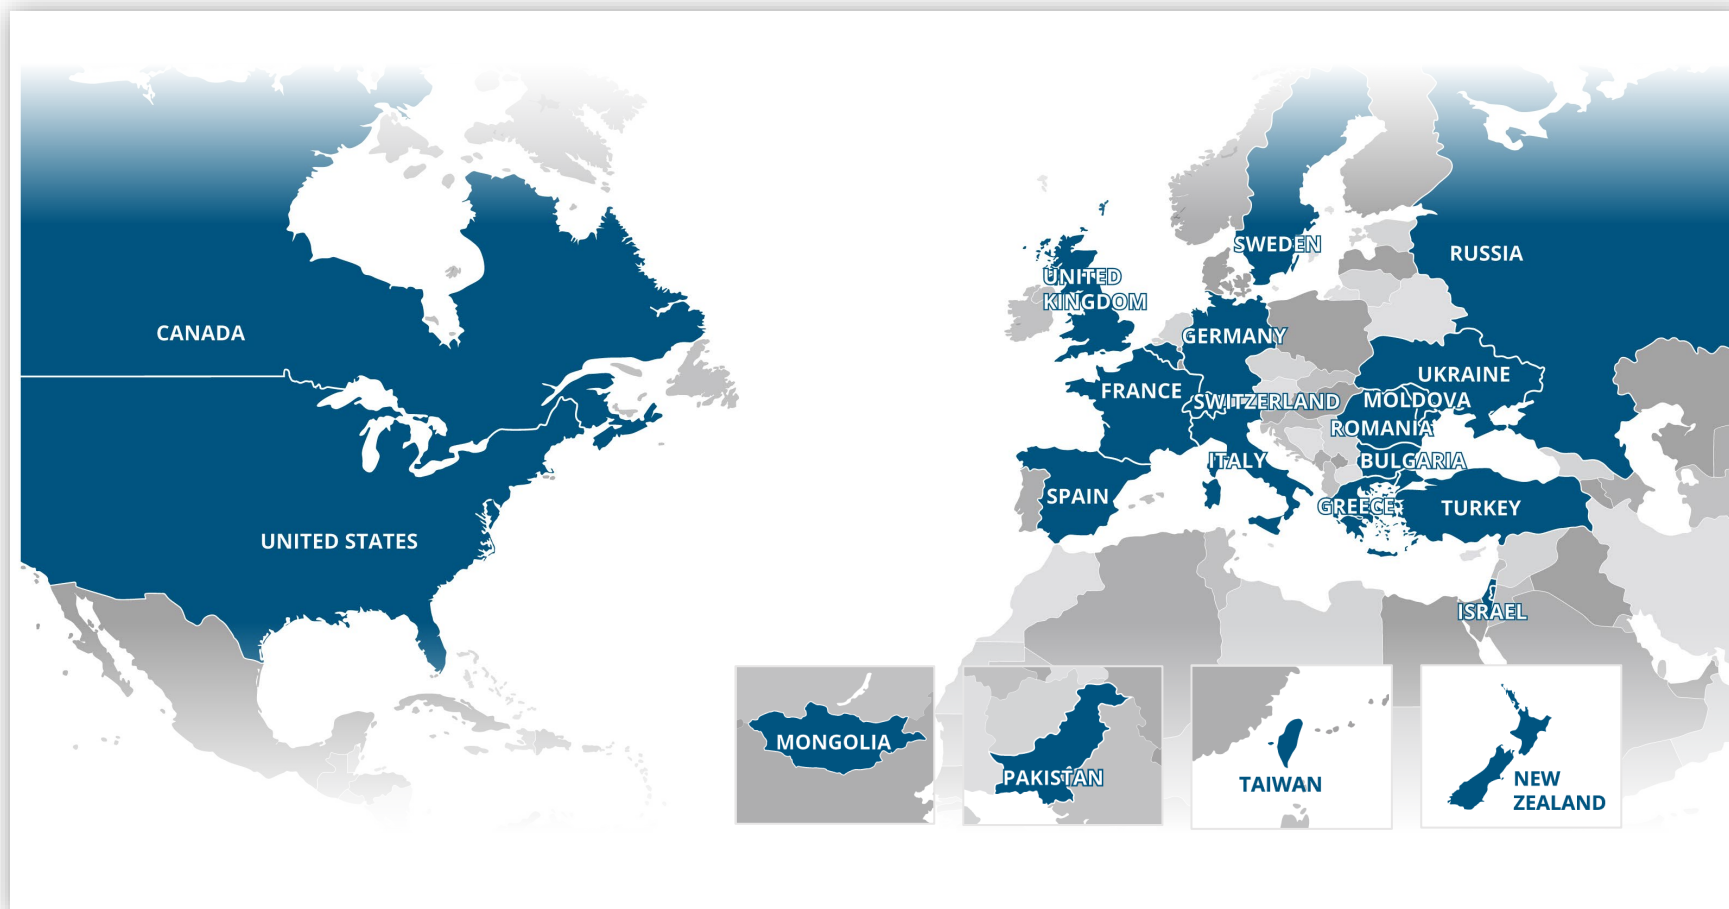 SWEDEN
RUSSIA
UNITED
KINGDOM
CANADA
GERMANY
UKRAINE
FRANCE
SWITZERLAND
MOLDOVA
ROMANIA
ITALY
BULGARIA
SPAIN
GREECE
TURKEY
UNITED STATES
ISRAEL
MONGOLIA
PAKISTAN
TAIWAN
NEW
ZEALAND